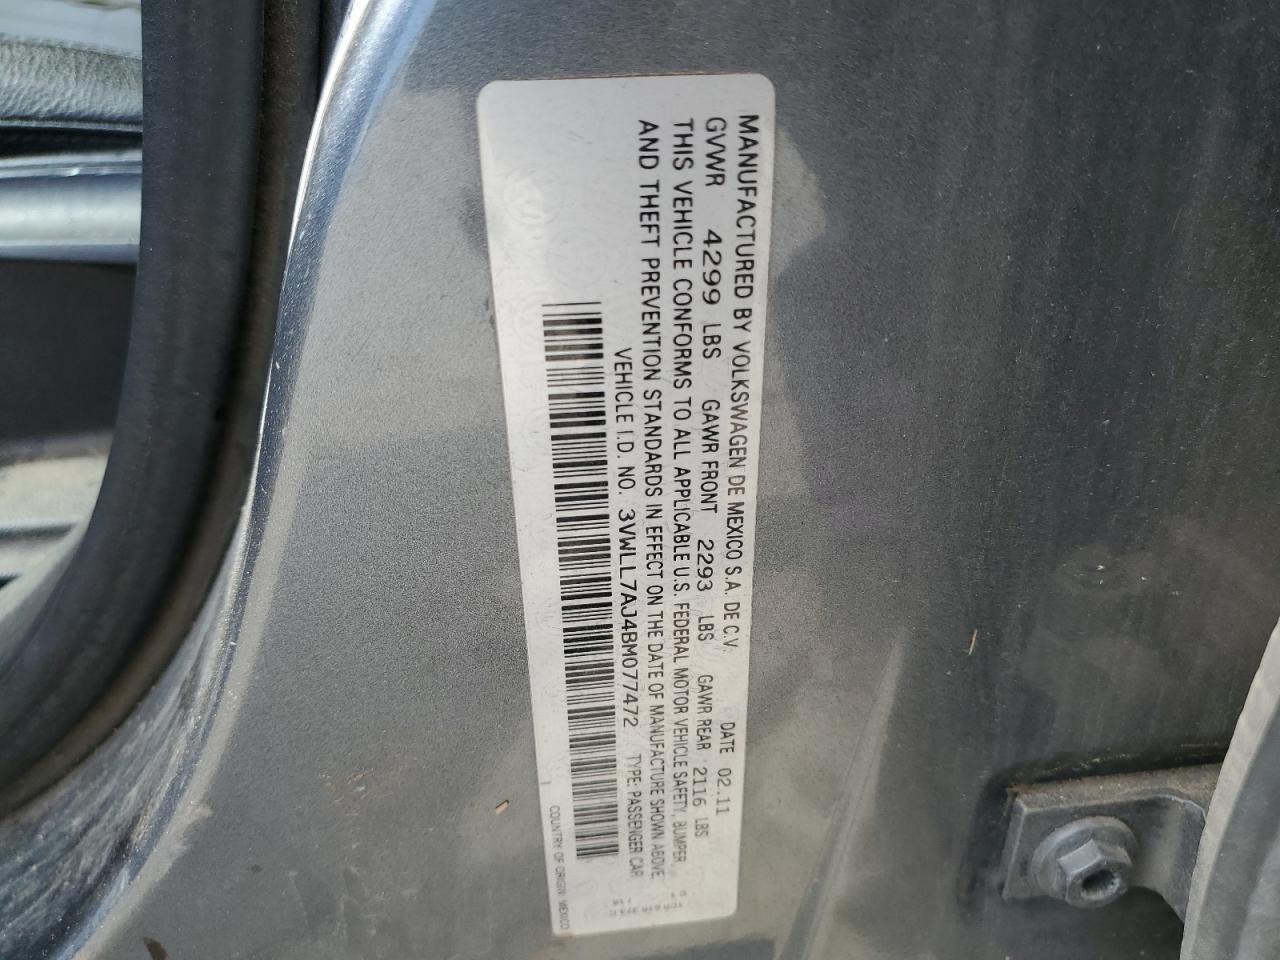 MANUFACTURED BY VOLKSWAGEN DE MEXICO S.A. DE C.V. DATE 02.11
GVWR 4299 LBS GAWR FRONT 2293 LBS GAWR REAR 2116 LBS
THIS VEHICLE CONFORMS TO ALL APPLICABLE U.S. FEDERAL MOTOR VEHICLE SAFETY, BUMPER,
AND THEFT PREVENTION STANDARDS IN EFFECT ON THE DATE OF MANUFACTURE SHOWN ABOVE.
VEHICLE I.D. NO. 3VWLL7AJ4BM077472 TYPE: PASSENGER CAR
COUNTRY OF ORIGIN: MEXICO